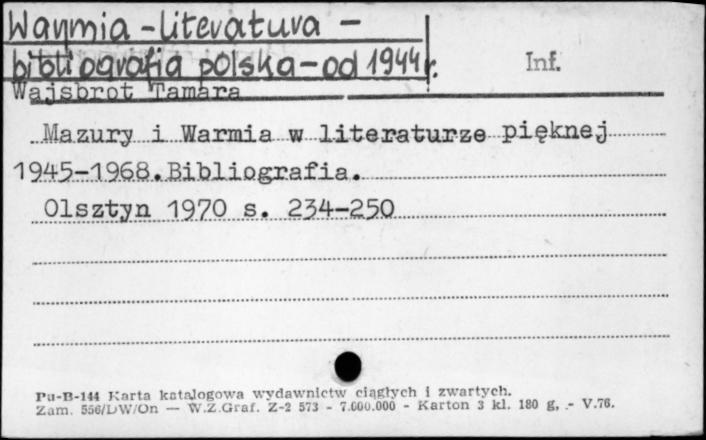 Warmia – literatura –
bibliografia polska – od 1944 r.
Inf.
Wajsbrot Tamara
Mazury i Warmia w literaturze pięknej
1945-1968. Bibliografia.
Olsztyn 1970 s. 234-250
Pu-B-144 Karta katalogowa wydawnictw ciągłych i zwartych.
Zam. 556/DW/On — W.Z.Graf. Z-2 573 - 7.000.000 - Karton 3 kl. 180 g, - V.76.